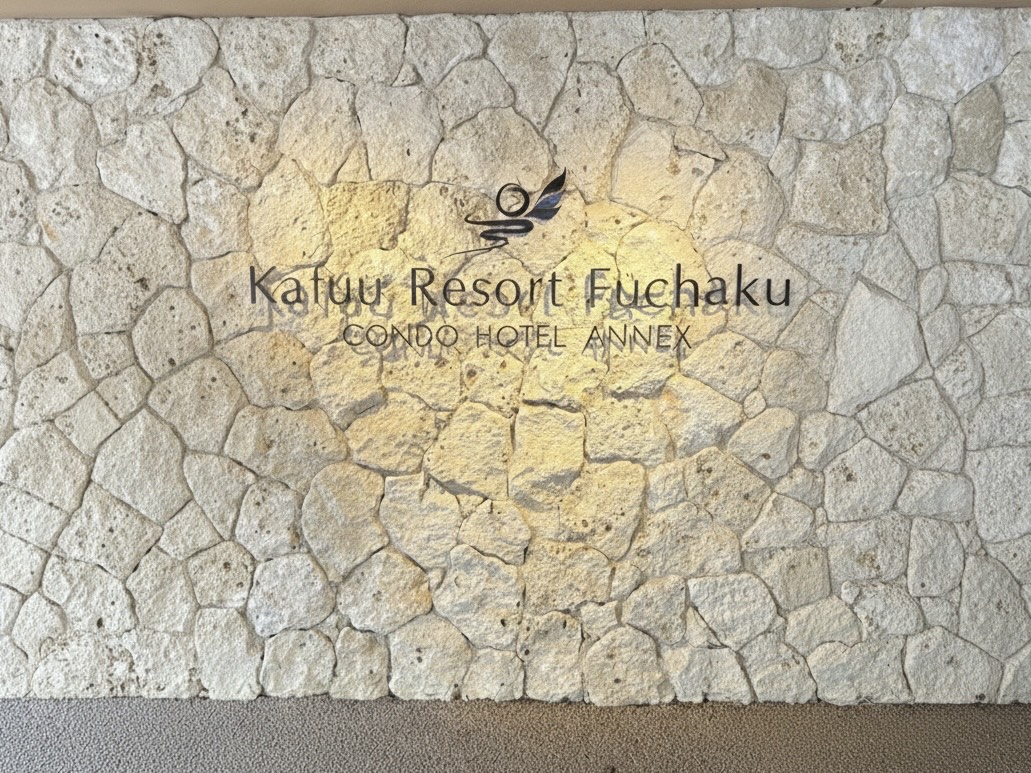 Kafuu Resort Fuchaku
CONDO HOTEL ANNEX